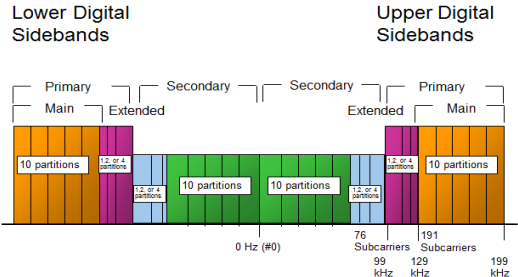 Lower Digital
Sidebands
Upper Digital
Sidebands
Primary
Secondary
Secondary
Primary
Main
Extended
Extended
Main
10 partitions
1,2, or 4
partitions
1,2, or 4
partitions
10 partitions
10 partitions
1,2, or 4
partitions
1,2, or 4
partitions
10 partitions
0 Hz (#0)
76
Subcarriers
191
Subcarriers
99
kHz
129
kHz
199
kHz